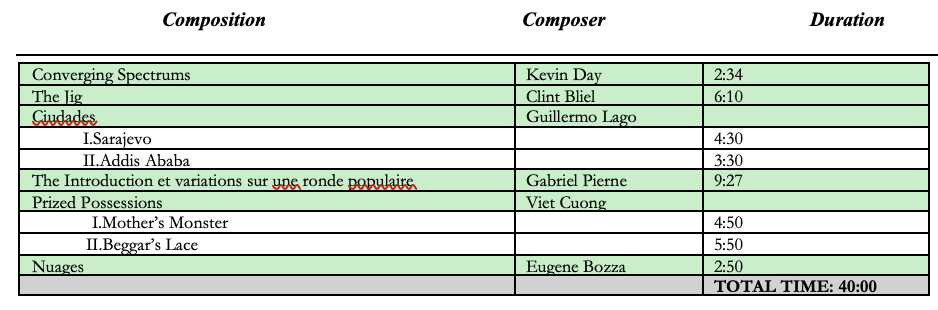 Composition Composer Duration
Converging Spectrums Kevin Day 2:34
The Jig Clint Bliel 6:10
Ciudades Guillermo Lago
I.Sarajevo 4:30
II.Addis Ababa 3:30
The Introduction et variations sur une ronde populaire Gabriel Pierne 9:27
Prized Possessions Viet Cuong
I.Mother’s Monster 4:50
II.Beggar’s Lace 5:50
Nuages Eugene Bozza 2:50
TOTAL TIME: 40:00